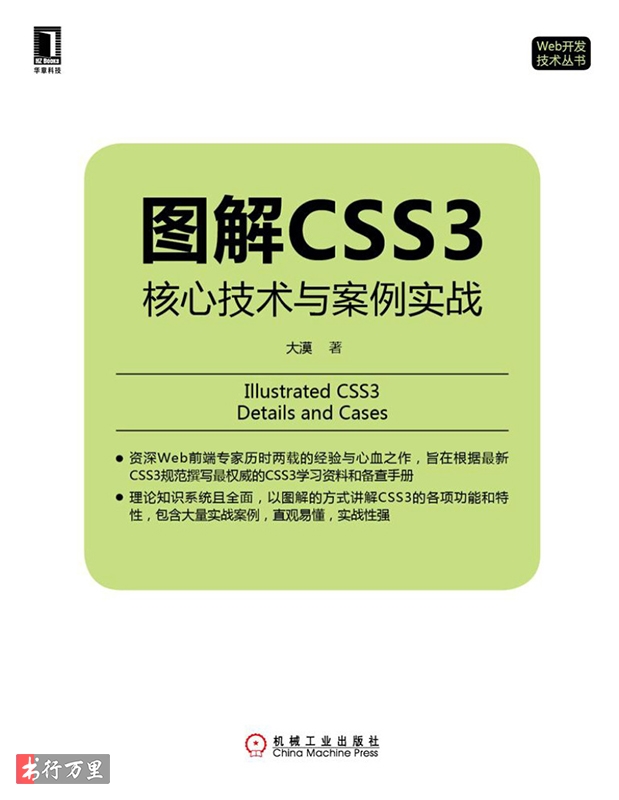 HZ Books
华章科技
Web开发
技术丛书
图解CSS3
核心技术与案例实战
大漠 著
Illustrated CSS3
Details and Cases
● 资深Web前端专家历时两载的经验与心血之作，旨在根据最新
CSS3规范撰写最权威的CSS3学习资料和备查手册
● 理论知识系统且全面，以图解的方式讲解CSS3的各项功能和特
性，包含大量实战案例，直观易懂，实战性强
机械工业出版社
China Machine Press
书行万里